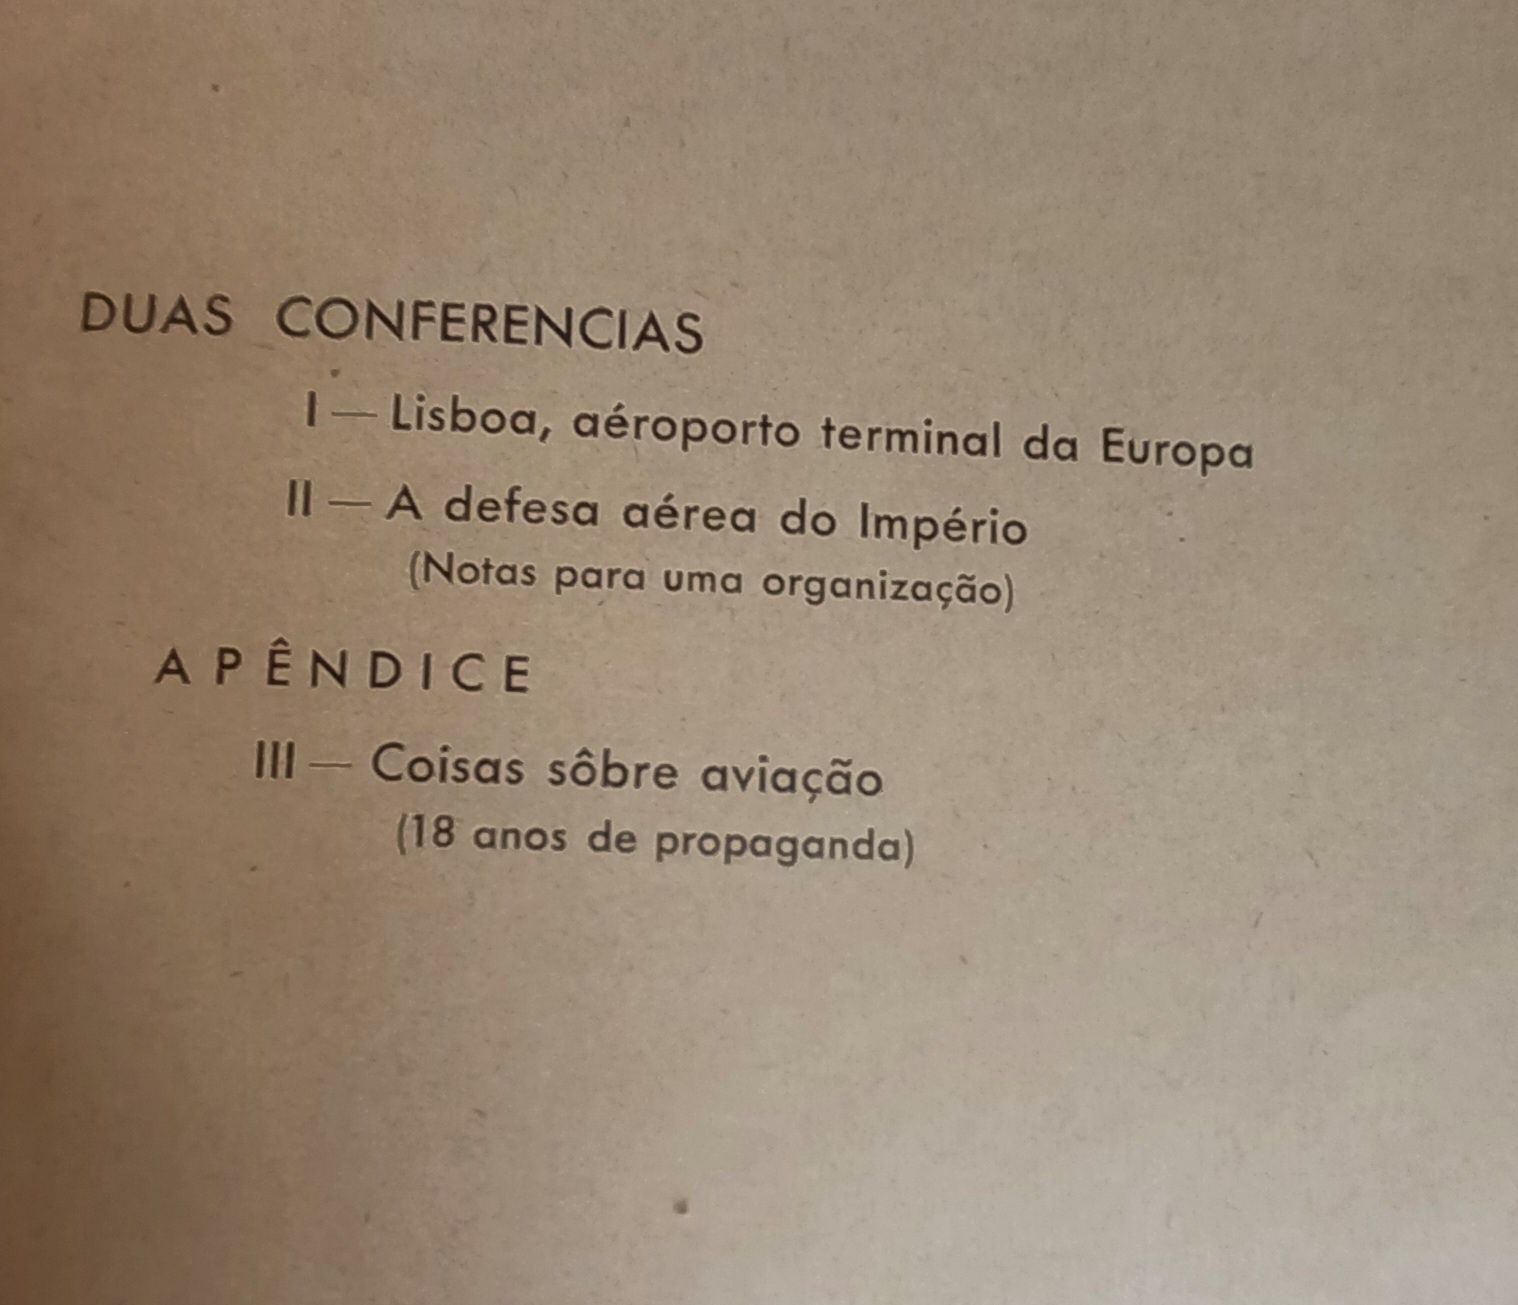 DUAS CONFERENCIAS
I — Lisboa, aéroporto terminal da Europa
II — A defesa aérea do Império
(Notas para uma organização)
APÊNDICE
III — Coisas sôbre aviação
(18 anos de propaganda)